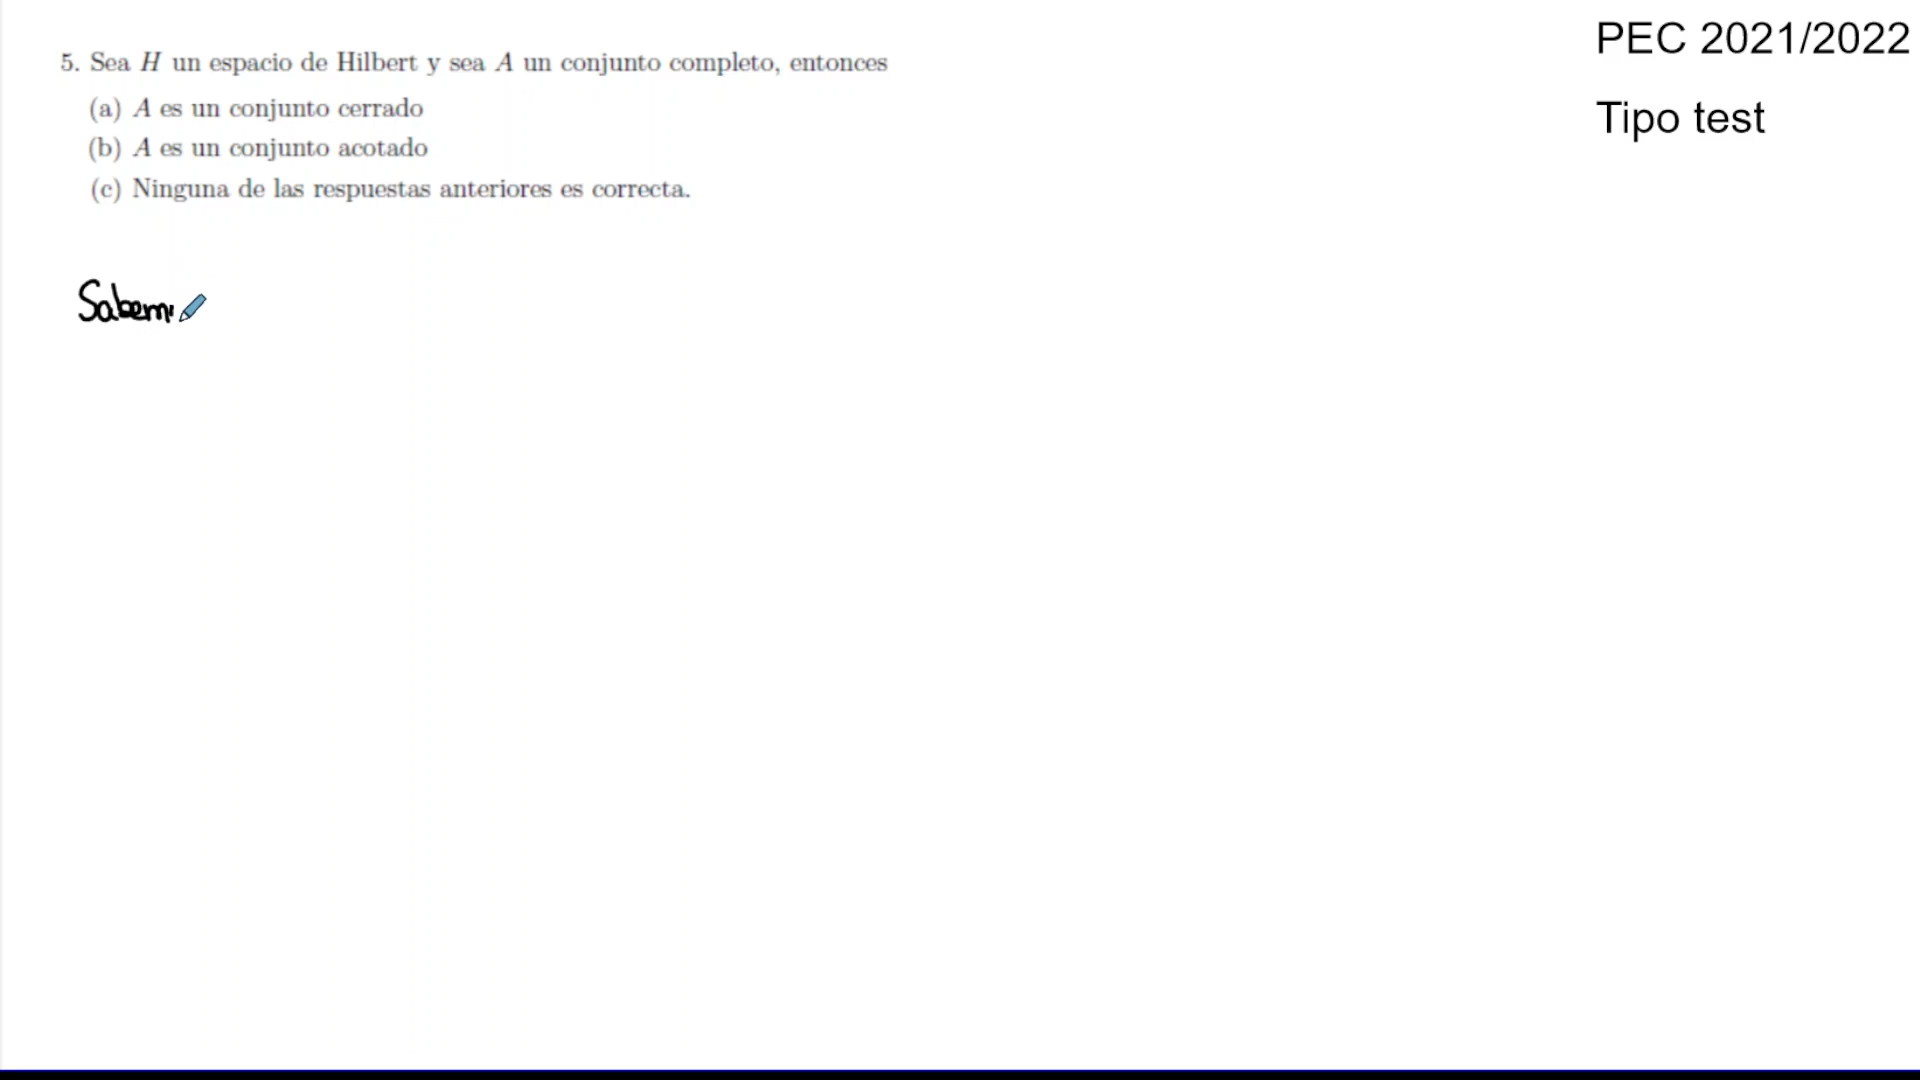 5. Sea H un espacio de Hilbert y sea A un conjunto completo, entonces
(a) A es un conjunto cerrado
(b) A es un conjunto acotado
(c) Ninguna de las respuestas anteriores es correcta.
PEC 2021/2022
Tipo test
Sabem